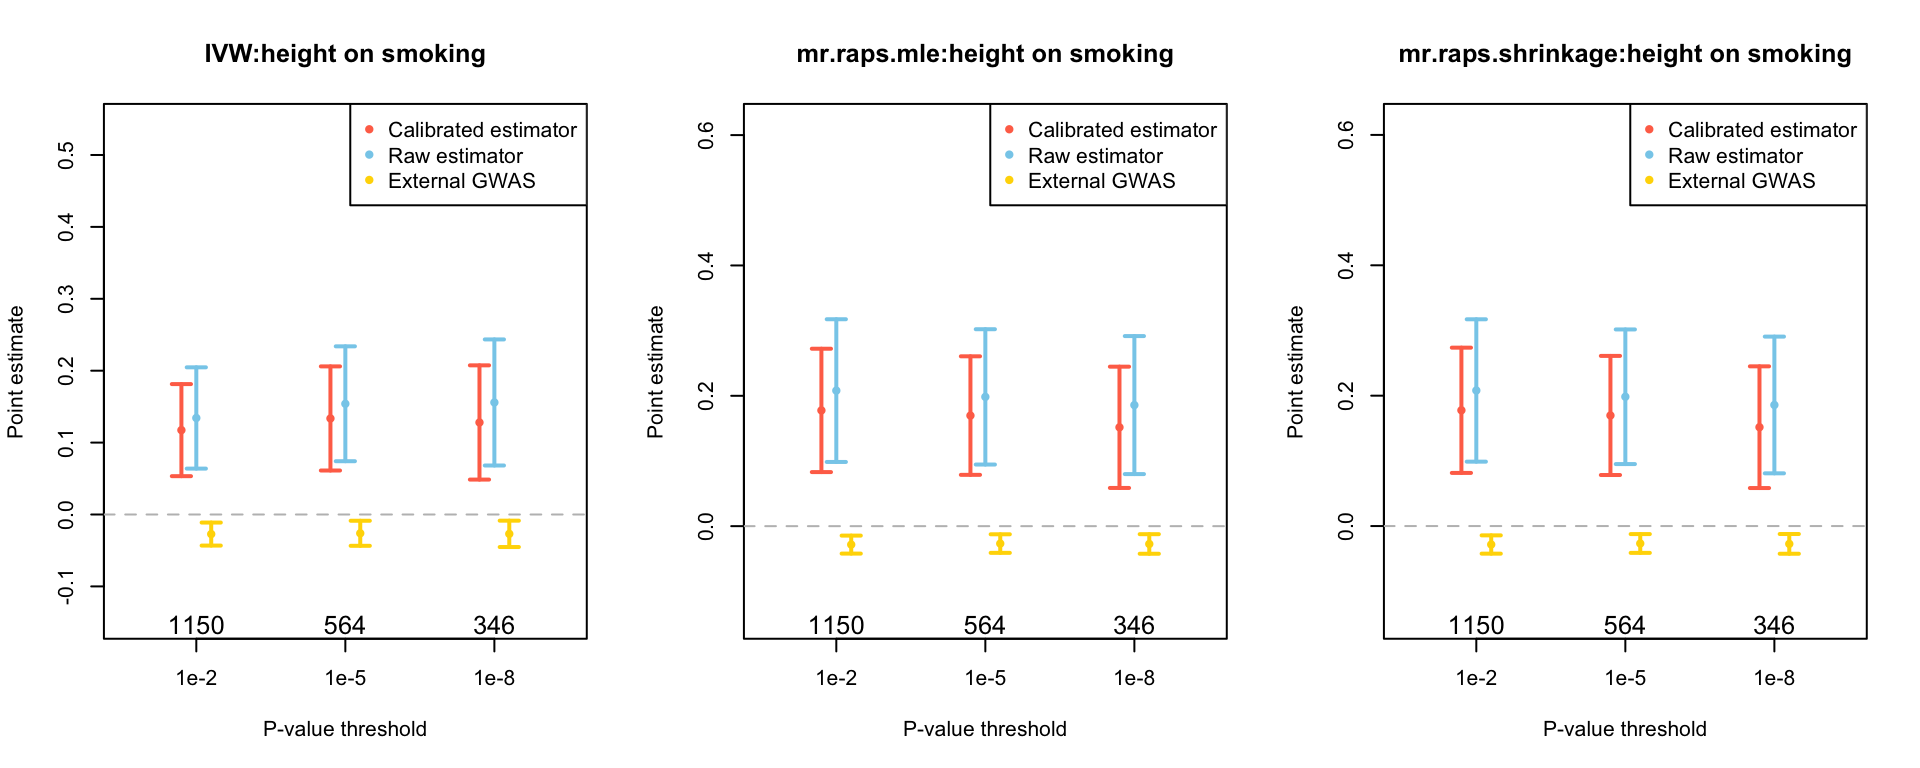 IVW:height on smoking
Calibrated estimator
Raw estimator
External GWAS
Point estimate
0.5
0.4
0.3
0.2
0.1
0.0
-0.1
1150 564 346
1e-2 1e-5 1e-8
P-value threshold
mr.raps.mle:height on smoking
Calibrated estimator
Raw estimator
External GWAS
Point estimate
0.6
0.4
0.2
0.0
1150 564 346
1e-2 1e-5 1e-8
P-value threshold
mr.raps.shrinkage:height on smoking
Calibrated estimator
Raw estimator
External GWAS
Point estimate
0.6
0.4
0.2
0.0
1150 564 346
1e-2 1e-5 1e-8
P-value threshold